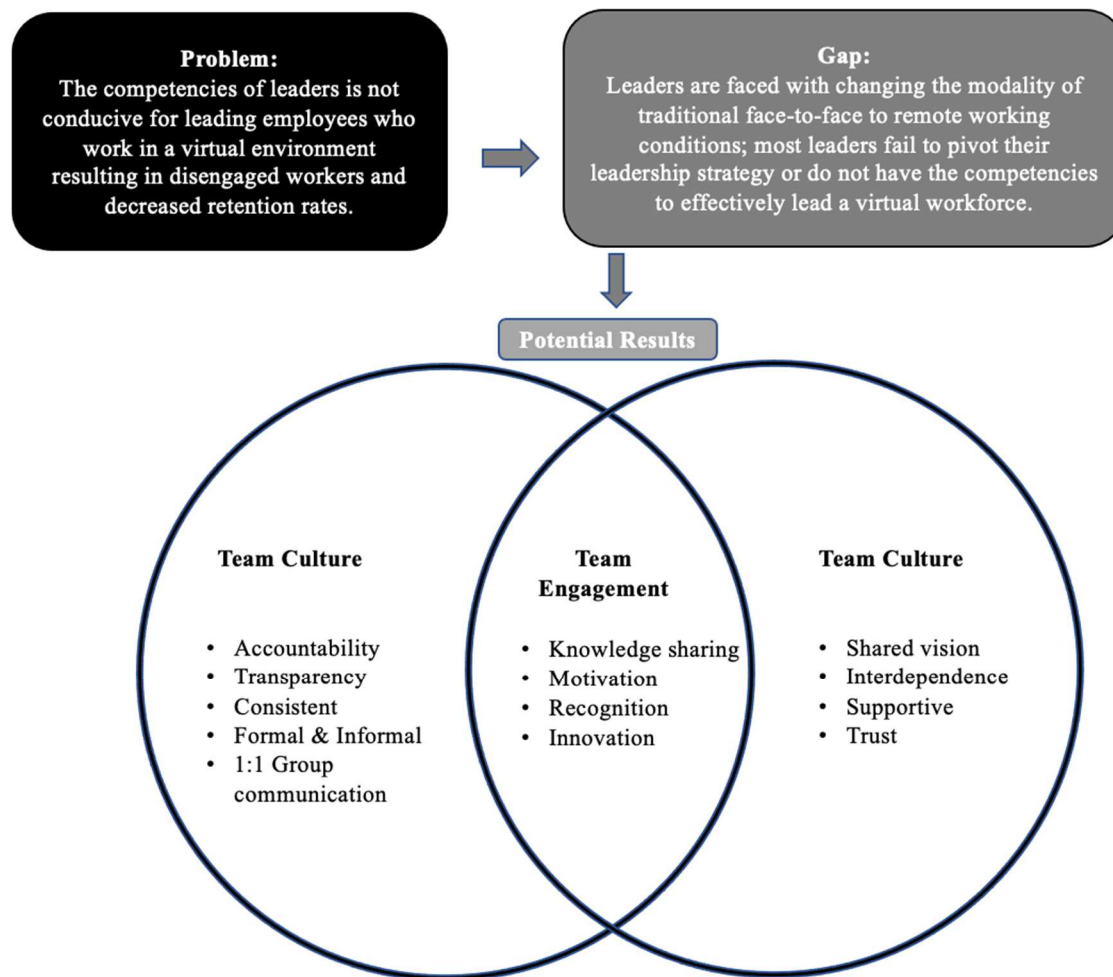 Problem:
The competencies of leaders is not
conducive for leading employees who
work in a virtual environment
resulting in disengaged workers and
decreased retention rates.
Gap:
Leaders are faced with changing the modality of
traditional face-to-face to remote working
conditions; most leaders fail to pivot their
leadership strategy or do not have the competencies
to effectively lead a virtual workforce.
Potential Results
Team Culture
• Accountability
• Transparency
• Consistent
• Formal & Informal
• 1:1 Group
communication
Team
Engagement
• Knowledge sharing
• Motivation
• Recognition
• Innovation
Team Culture
• Shared vision
• Interdependence
• Supportive
• Trust